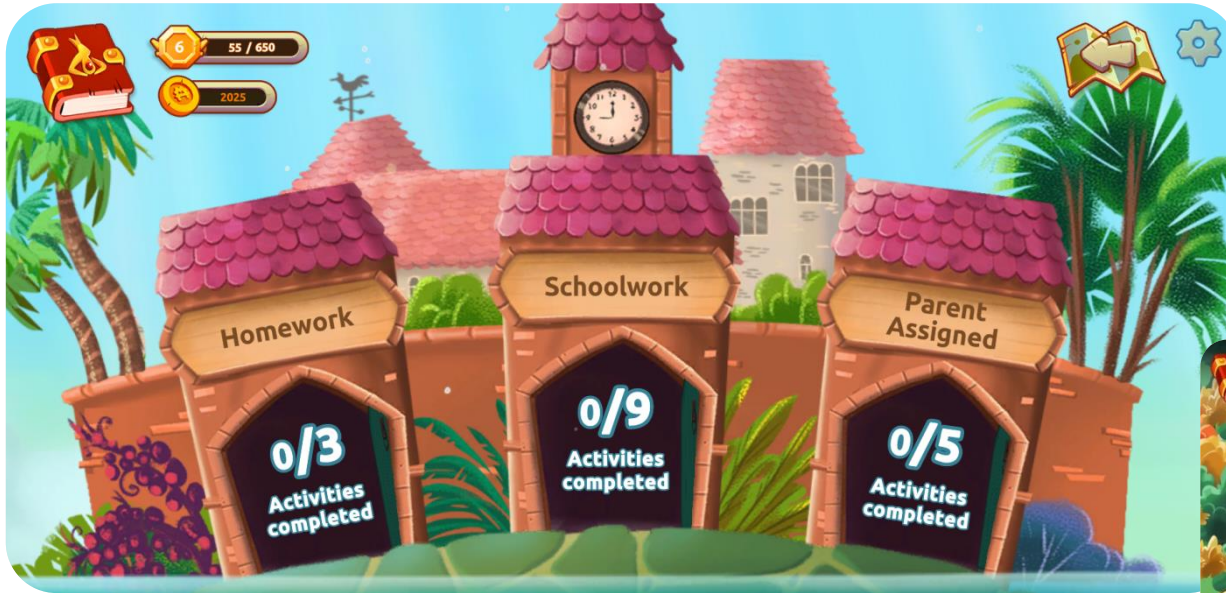 6
55 / 650
2025
12
Homework
Schoolwork
Parent
Assigned
0/3
Activities
completed
0/9
Activities
completed
0/5
Activities
completed